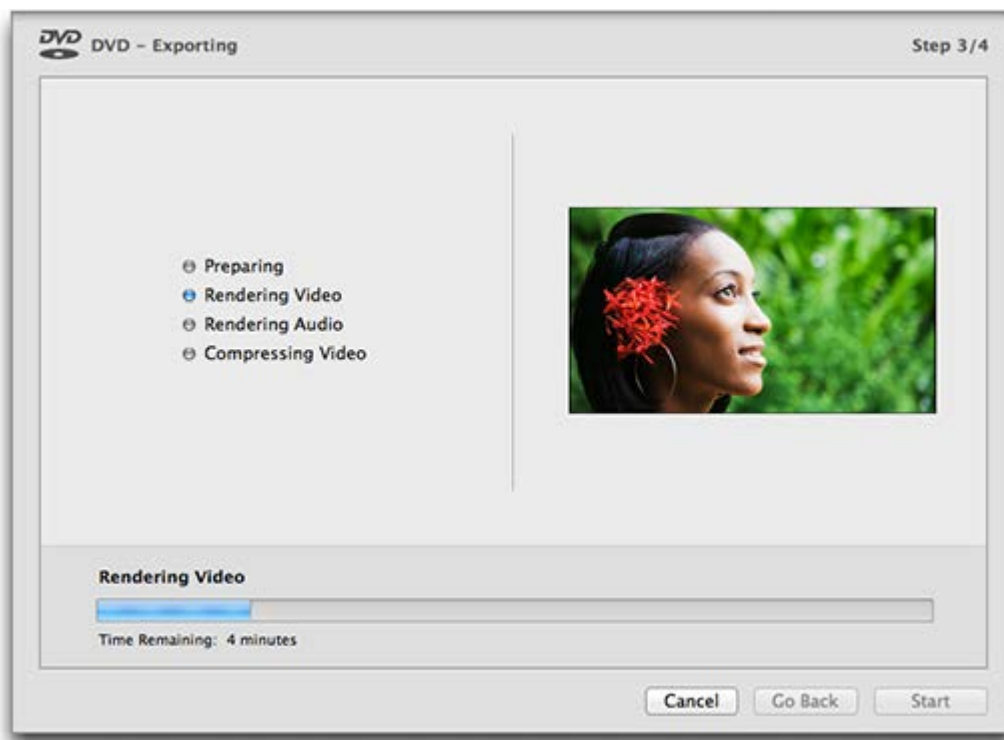 DVD DVD – Exporting
Step 3/4
Preparing
Rendering Video
Rendering Audio
Compressing Video
Rendering Video
Time Remaining: 4 minutes
Cancel
Go Back
Start